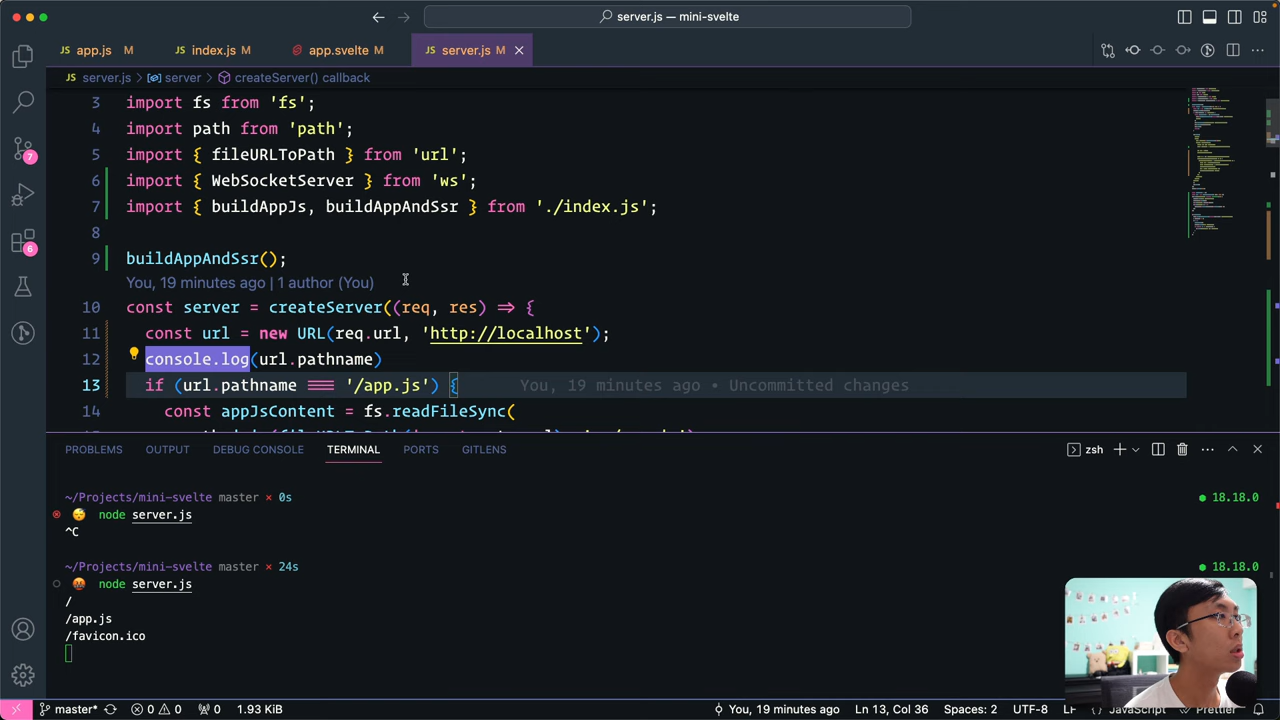 server.js — mini-svelte
JS app.js M
JS index.js M
app.svelte M
JS server.js M
JS server.js > server > createServer() callback
3 import fs from 'fs';
4 import path from 'path';
5 import { fileURLToPath } from 'url';
6 import { WebSocketServer } from 'ws';
7 import { buildAppJs, buildAppAndSsr } from './index.js';
8
9 buildAppAndSsr();
You, 19 minutes ago | 1 author (You)
10 const server = createServer((req, res) => {
11 const url = new URL(req.url, 'http://localhost');
12 console.log(url.pathname)
13 if (url.pathname === '/app.js') { You, 19 minutes ago • Uncommitted changes
14 const appJsContent = fs.readFileSync(
7
6
PROBLEMS OUTPUT DEBUG CONSOLE TERMINAL PORTS GITLENS
zsh
~/Projects/mini-svelte master × 0s 18.18.0
node server.js
^C
~/Projects/mini-svelte master × 24s 18.18.0
node server.js
/
/app.js
/favicon.ico
master* 0 0 0 1.93 KiB You, 19 minutes ago Ln 13, Col 36 Spaces: 2 UTF-8 LF {} JavaScript Prettier